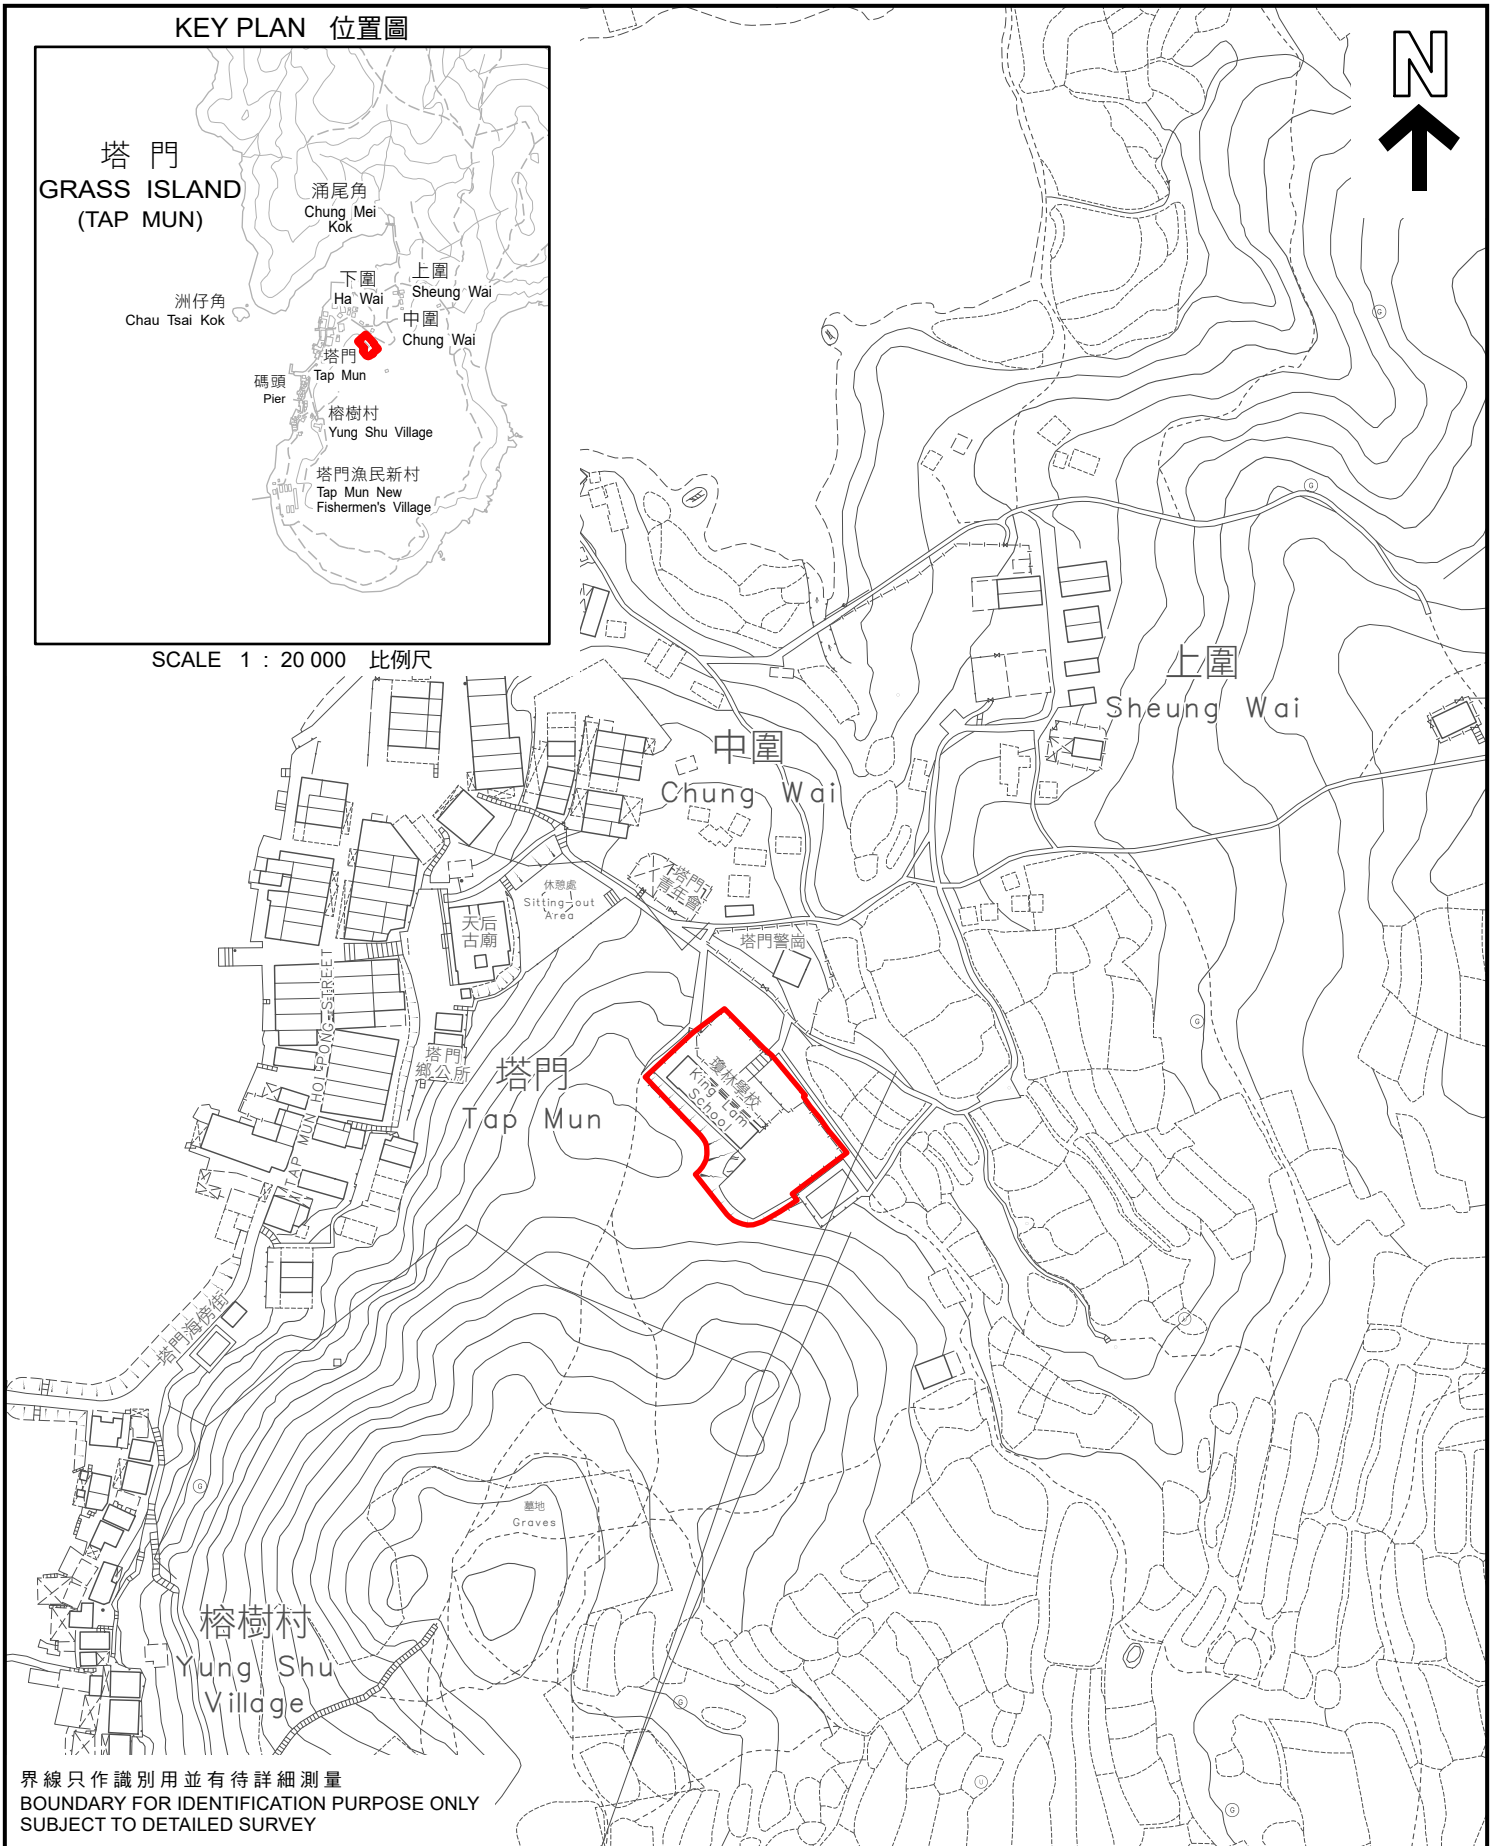 KEY PLAN 位置圖
N
塔 門
GRASS ISLAND
(TAP MUN)
涌尾角
Chung Mei
Kok
下圍
Ha Wai
上圍
Sheung Wai
洲仔角
Chau Tsai Kok
中圍
Chung Wai
塔門
Tap Mun
碼頭
Pier
榕樹村
Yung Shu Village
塔門漁民新村
Tap Mun New
Fishermen's Village
SCALE 1 : 20 000 比例尺
上圍
Sheung Wai
中圍
Chung Wai
塔門
青年會
休憩處
Sitting-out
Area
天后
古廟
塔門警崗
TAP MUN HOI PONG STREET
塔門
鄉公所
塔門
Tap Mun
瓊林學校
King Lam
School
塔門海傍街
墓地
Graves
榕樹村
Yung Shu
Village
G
G
G
G
G
G
界線只作識別用並有待詳細測量
BOUNDARY FOR IDENTIFICATION PURPOSE ONLY
SUBJECT TO DETAILED SURVEY